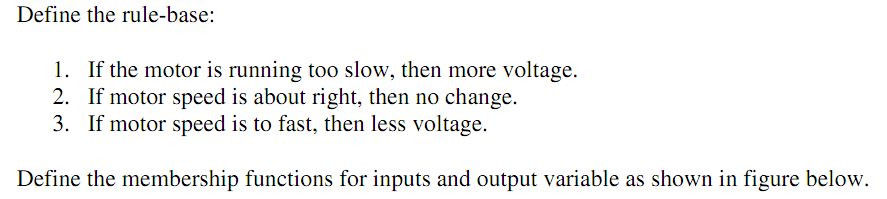 Define the rule-base:
1. If the motor is running too slow, then more voltage.
2. If motor speed is about right, then no change.
3. If motor speed is to fast, then less voltage.
Define the membership functions for inputs and output variable as shown in figure below.